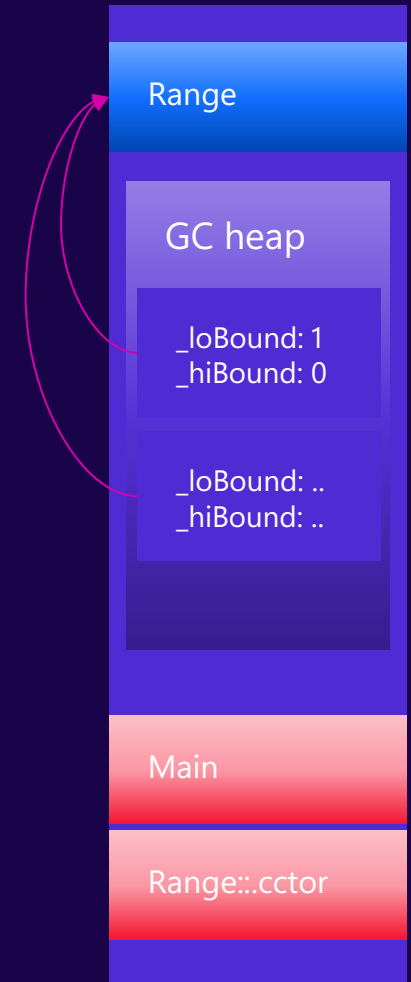 Range
GC heap
_loBound: 1
_hiBound: 0
_loBound: ..
_hiBound: ..
Main
Range::.cctor